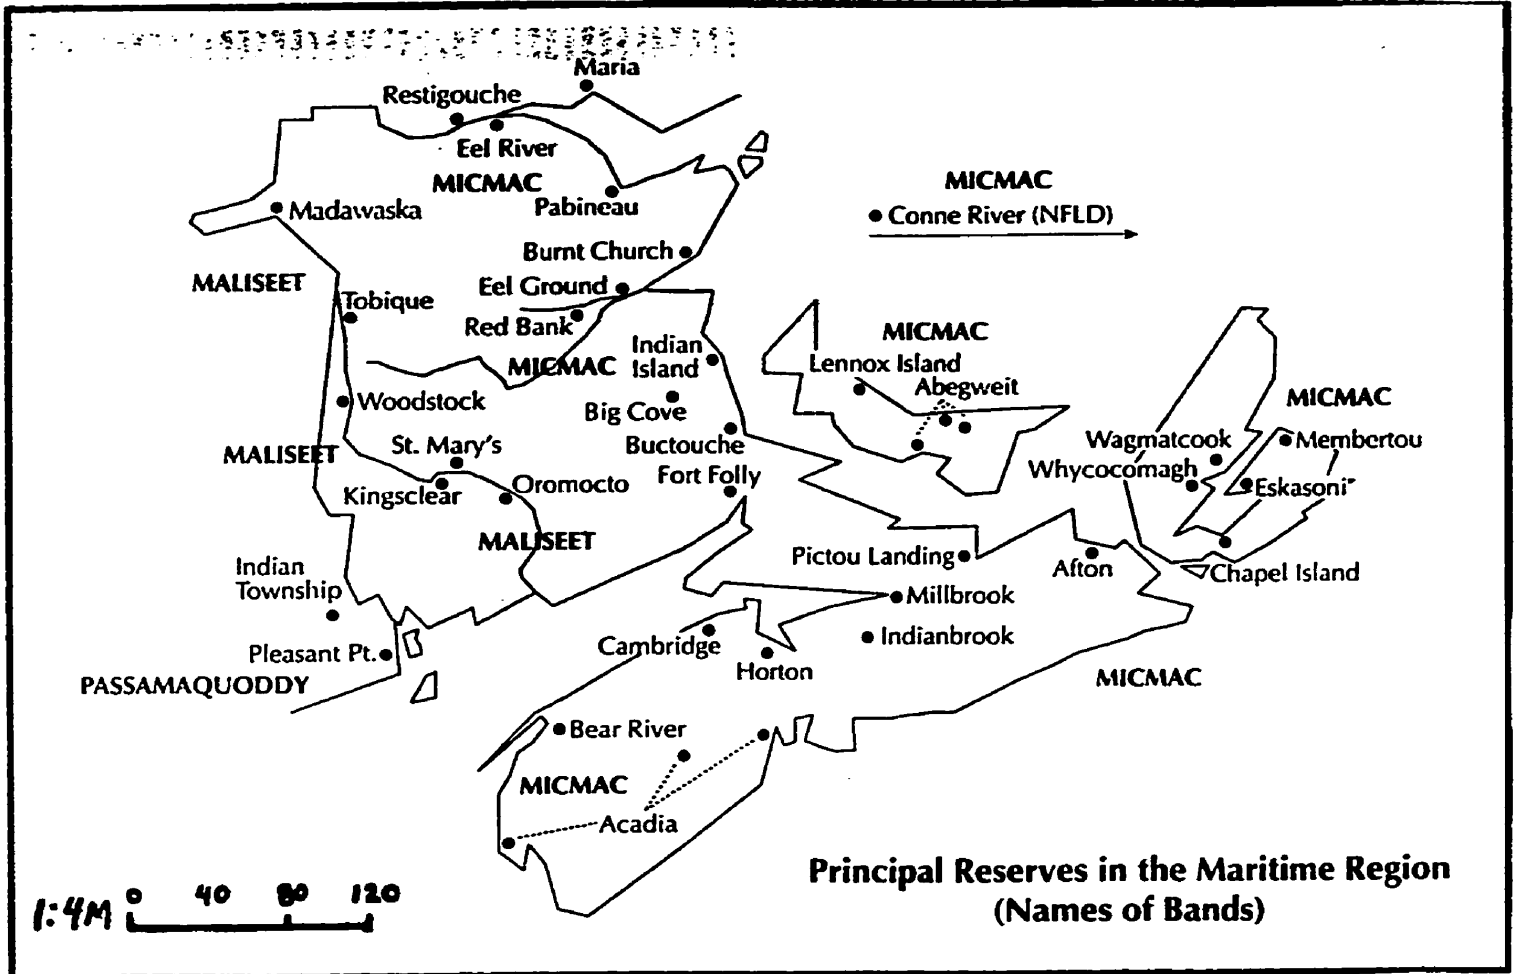 Maria
Restigouche
Eel River
MICMAC
Pabineau
Madawaska
MICMAC
Conne River (NFLD)
Burnt Church
MALISEET
Eel Ground
Tobique
Red Bank
MICMAC
Indian
Island
MICMAC
Lennox Island
Abegweit
Woodstock
Big Cove
MICMAC
Buctouche
Wagmatcook
Membertou
MALISEET
St. Mary's
Whycocomagh
Kingsclear
Oromocto
Fort Folly
Eskasoni
MALISEET
Pictou Landing
Afton
Chapel Island
Indian
Township
Millbrook
Indianbrook
Cambridge
Pleasant Pt.
Horton
PASSAMAQUODDY
MICMAC
Bear River
MICMAC
Acadia
Principal Reserves in the Maritime Region
(Names of Bands)
1:4M 0 40 80 120